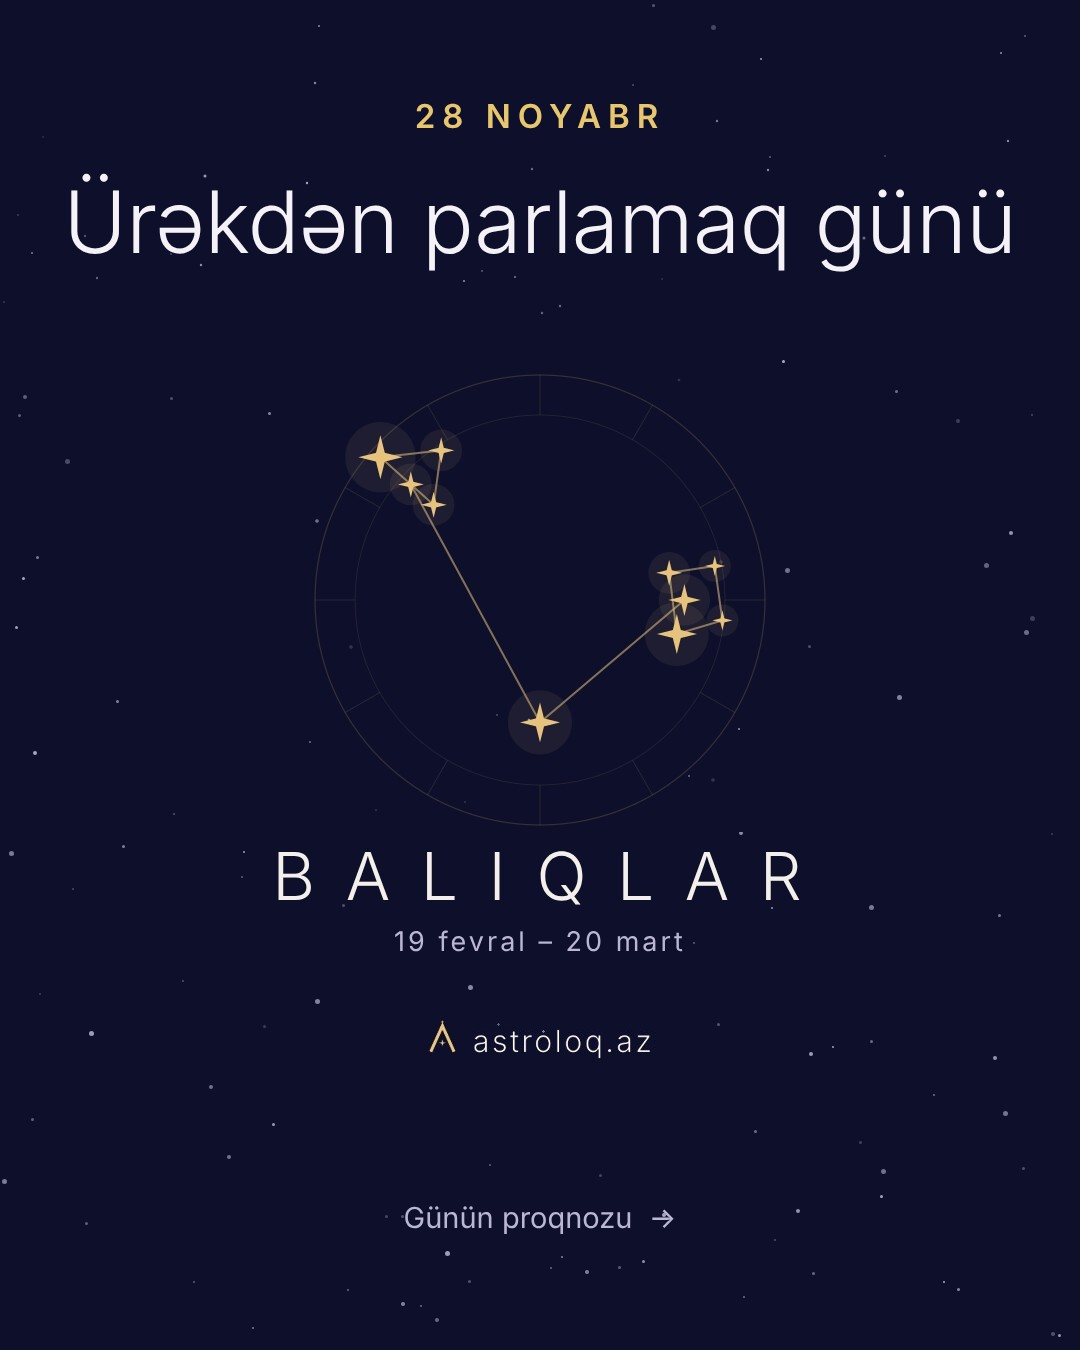 28 NOYABR
Ürəkdən parlamaq günü
BALIQLAR
19 fevral – 20 mart
astroloq.az
Günün proqnozu →